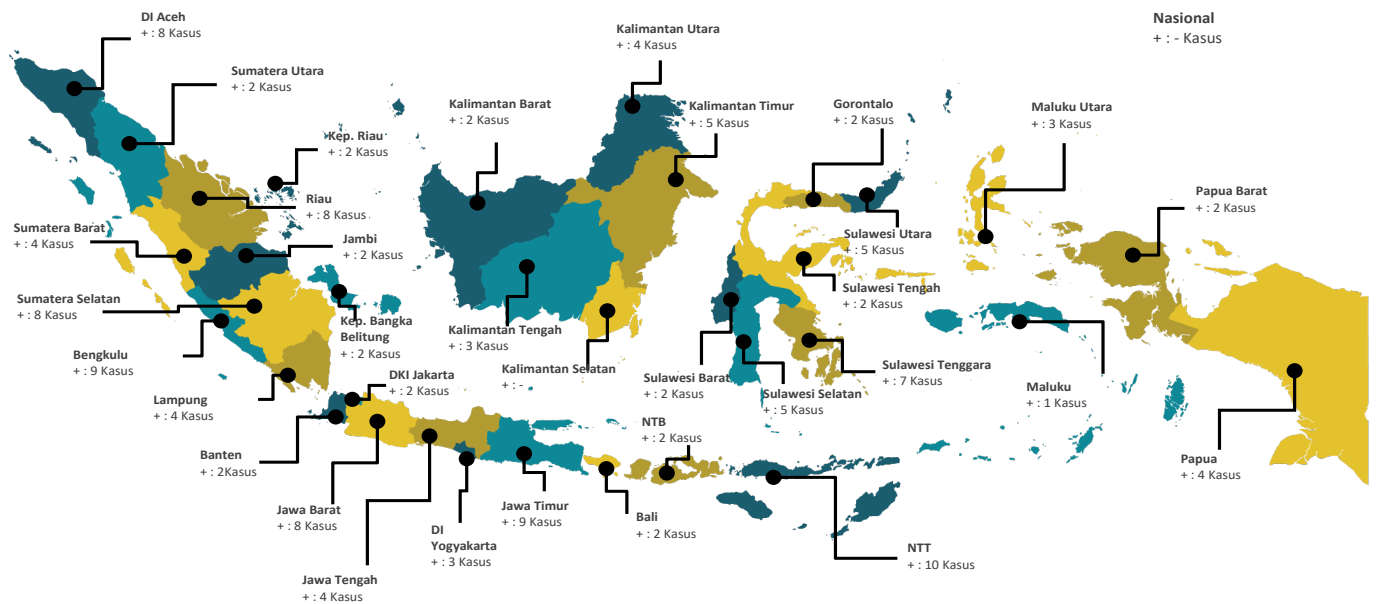 DI Aceh
+ : 8 Kasus
Sumatera Utara
+ : 2 Kasus
Kep. Riau
+ : 2 Kasus
Riau
+ : 8 Kasus
Sumatera Barat
+ : 4 Kasus
Jambi
+ : 2 Kasus
Sumatera Selatan
+ : 8 Kasus
Kep. Bangka
Belitung
+ : 2 Kasus
Bengkulu
+ : 9 Kasus
Lampung
+ : 4 Kasus
DKI Jakarta
+ : 2 Kasus
Banten
+ : 2Kasus
Jawa Barat
+ : 8 Kasus
Jawa Tengah
+ : 4 Kasus
DI
Yogyakarta
+ : 3 Kasus
Jawa Timur
+ : 9 Kasus
Bali
+ : 2 Kasus
NTB
+ : 2 Kasus
NTT
+ : 10 Kasus
Kalimantan Barat
+ : 2 Kasus
Kalimantan Utara
+ : 4 Kasus
Kalimantan Timur
+ : 5 Kasus
Kalimantan Tengah
+ : 3 Kasus
Kalimantan Selatan
+ : -
Gorontalo
+ : 2 Kasus
Sulawesi Utara
+ : 5 Kasus
Sulawesi Tengah
+ : 2 Kasus
Sulawesi Barat
+ : 2 Kasus
Sulawesi Selatan
+ : 5 Kasus
Sulawesi Tenggara
+ : 7 Kasus
Maluku Utara
+ : 3 Kasus
Maluku
+ : 1 Kasus
Papua Barat
+ : 2 Kasus
Papua
+ : 4 Kasus
Nasional
+ : - Kasus